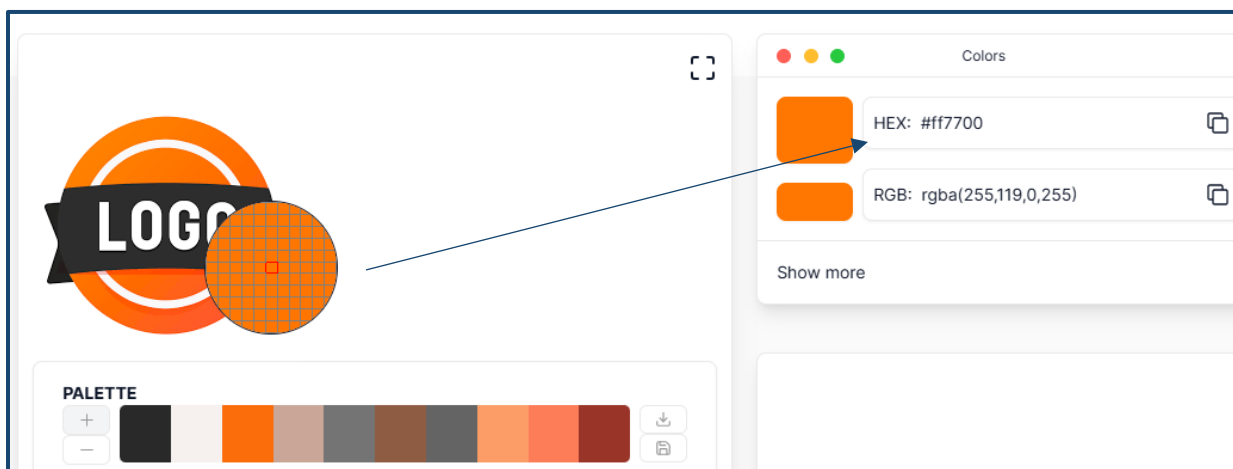 Colors
HEX: #ff7700
RGB: rgba(255,119,0,255)
Show more
LOGO
PALETTE